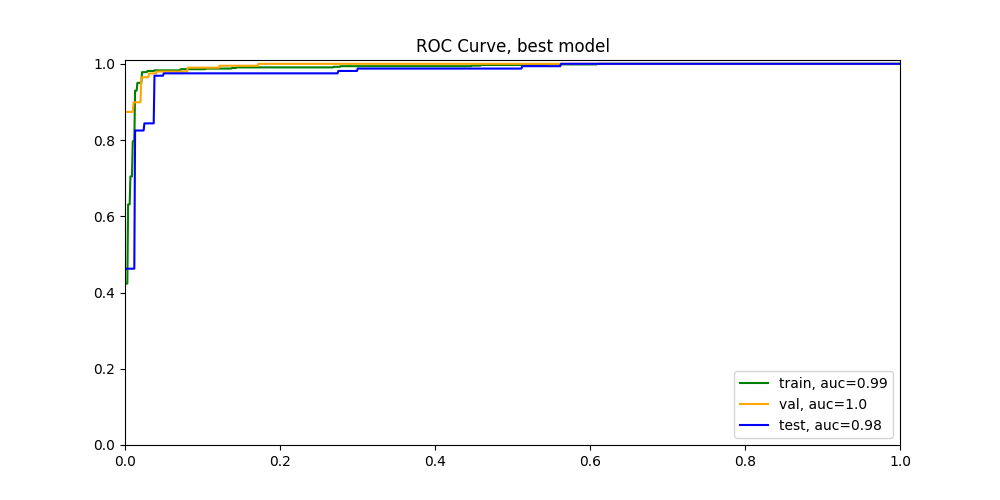 ROC Curve, best model
1.0
0.8
0.6
0.4
0.2
0.0
train, auc=0.99
val, auc=1.0
test, auc=0.98
0.0 0.2 0.4 0.6 0.8 1.0